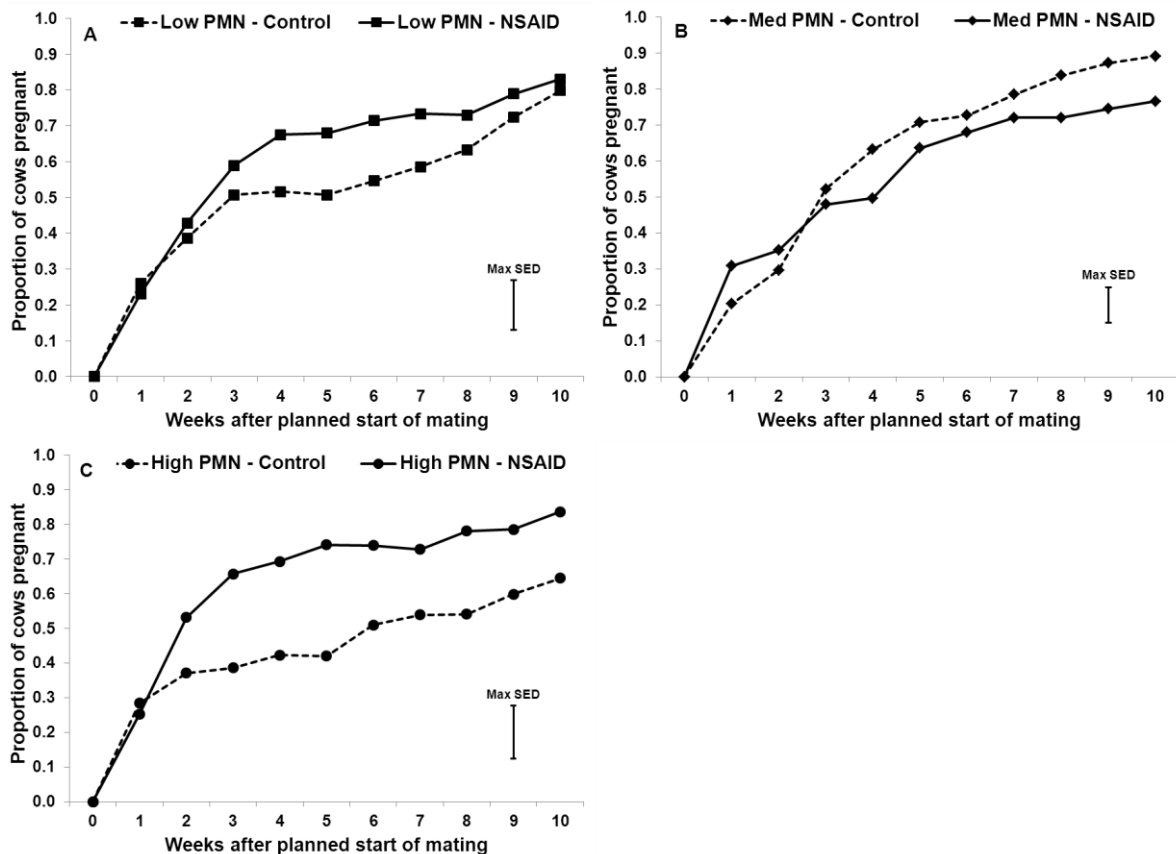 A
Low PMN - Control
Low PMN - NSAID
Proportion of cows pregnant
1.0
0.9
0.8
0.7
0.6
0.5
0.4
0.3
0.2
0.1
0.0
Max SED
0 1 2 3 4 5 6 7 8 9 10
Weeks after planned start of mating
B
Med PMN - Control
Med PMN - NSAID
Proportion of cows pregnant
1.0
0.9
0.8
0.7
0.6
0.5
0.4
0.3
0.2
0.1
0.0
Max SED
0 1 2 3 4 5 6 7 8 9 10
Weeks after planned start of mating
C
High PMN - Control
High PMN - NSAID
Proportion of cows pregnant
1.0
0.9
0.8
0.7
0.6
0.5
0.4
0.3
0.2
0.1
0.0
Max SED
0 1 2 3 4 5 6 7 8 9 10
Weeks after planned start of mating